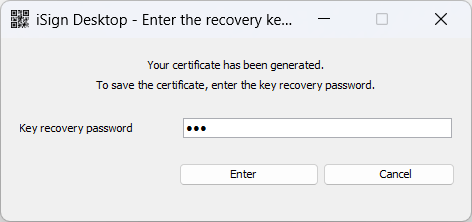 iSign Desktop - Enter the recovery ke...
Your certificate has been generated.
To save the certificate, enter the key recovery password.
Key recovery password
•••
Enter
Cancel